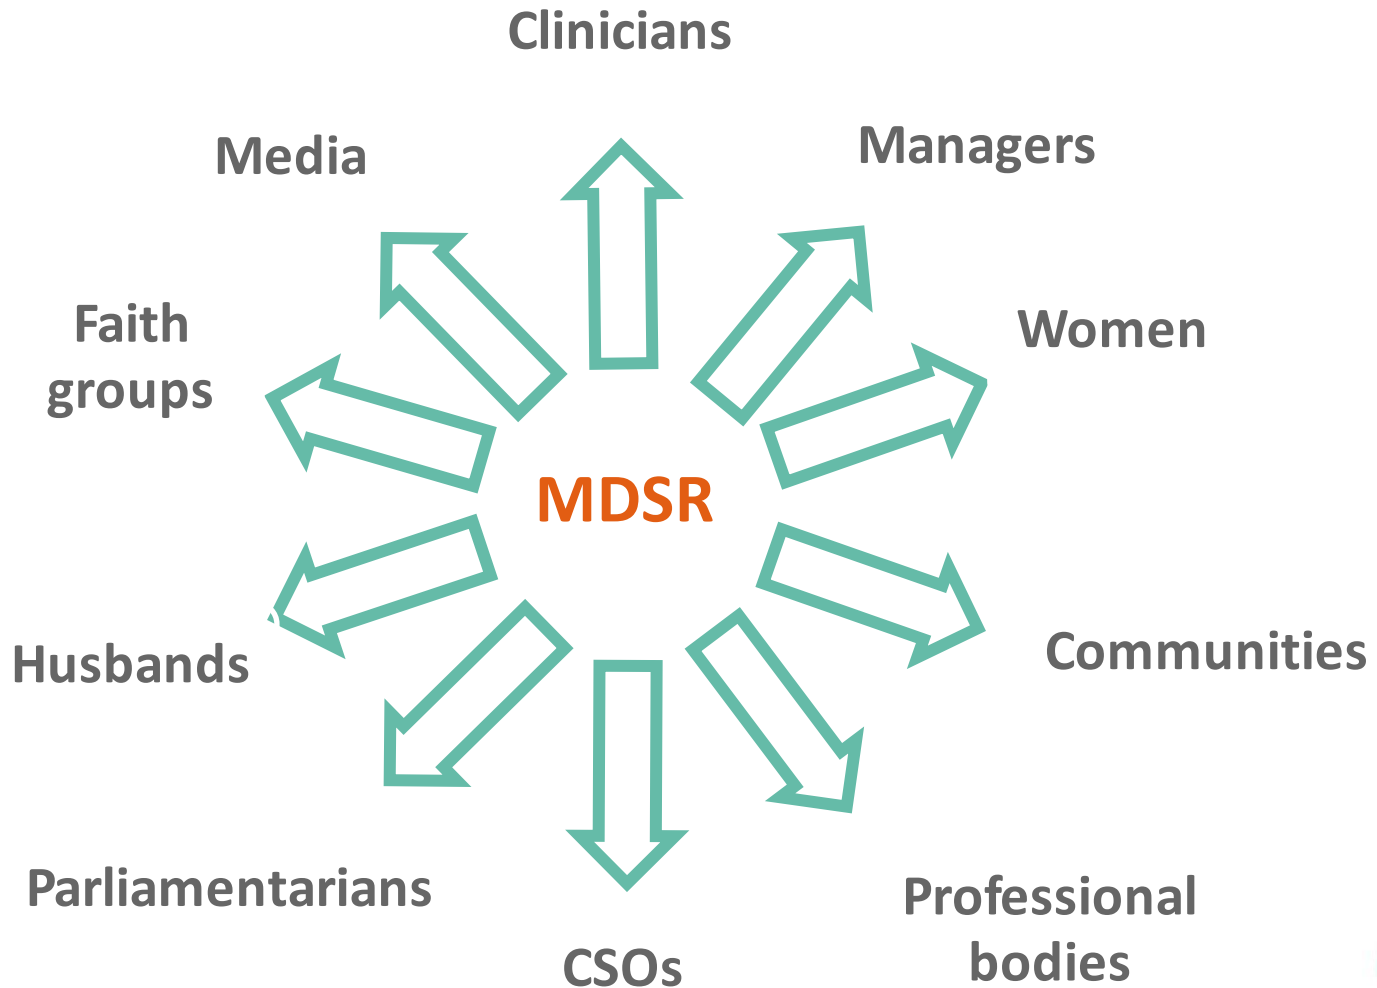 Clinicians
Media
Managers
Faith
groups
Women
MDSR
Husbands
Communities
Parliamentarians
Professional
bodies
CSOs